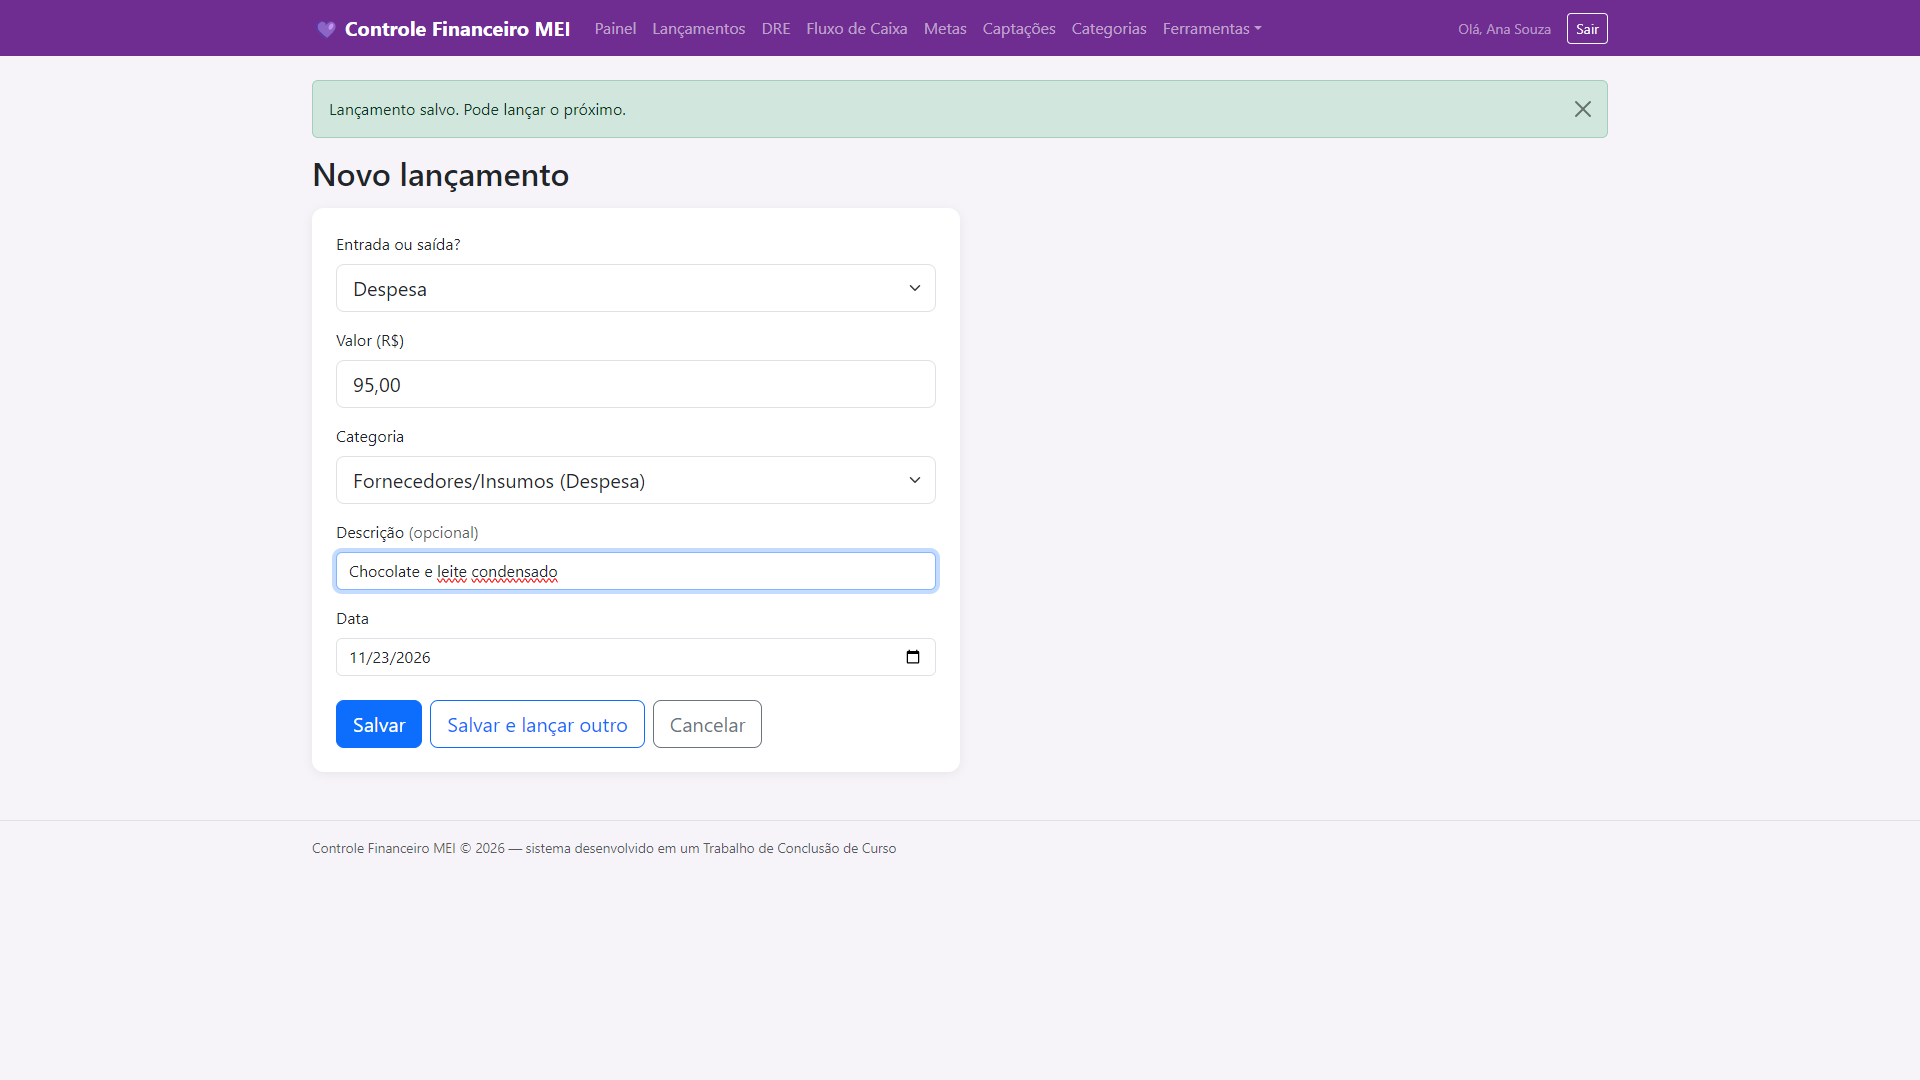 Controle Financeiro MEI Painel Lançamentos DRE Fluxo de Caixa Metas Captações Categorias Ferramentas Olá, Ana Souza Sair
Lançamento salvo. Pode lançar o próximo.
Novo lançamento
Entrada ou saída?
Despesa
Valor (R$)
95,00
Categoria
Fornecedores/Insumos (Despesa)
Descrição (opcional)
Chocolate e leite condensado
Data
11/23/2026
Salvar Salvar e lançar outro Cancelar
Controle Financeiro MEI © 2026 — sistema desenvolvido em um Trabalho de Conclusão de Curso